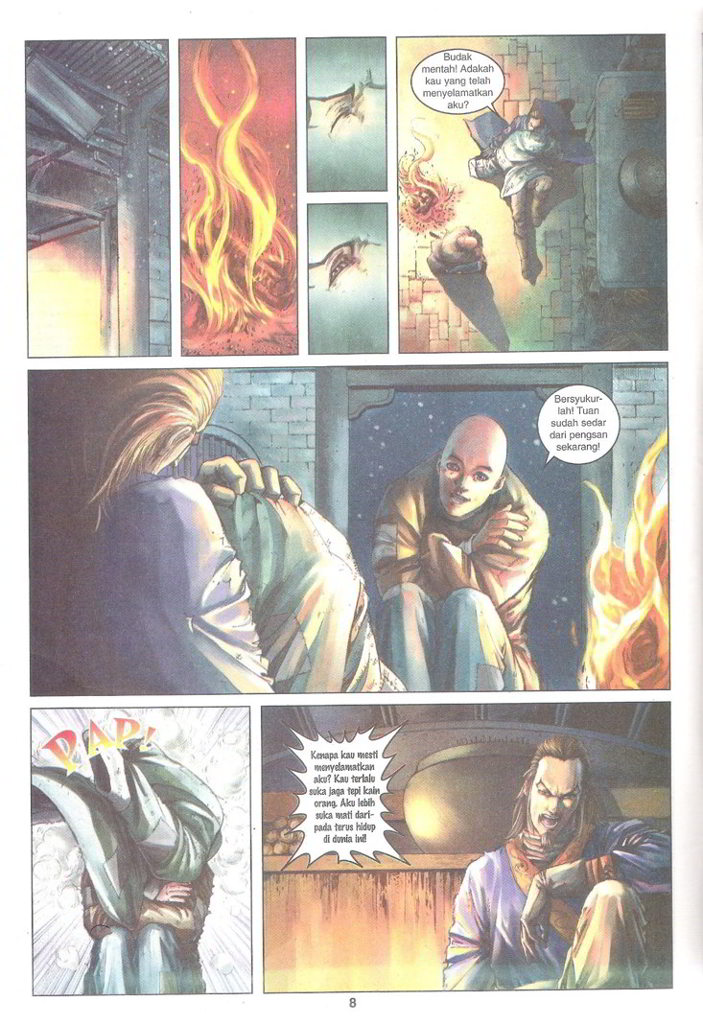 Budak
mentah! Adakah
kau yang telah
menyelamatkan
aku?
Bersyukur-
lah! Tuan
sudah sedar
dari pengsan
sekarang!
PAP!
Kenapa kau mesti
menyelamatkan
aku? Kau terlalu
suka jaga tepi kain
orang. Aku lebih
suka mati dari-
pada terus hidup
di dunia ini!
8